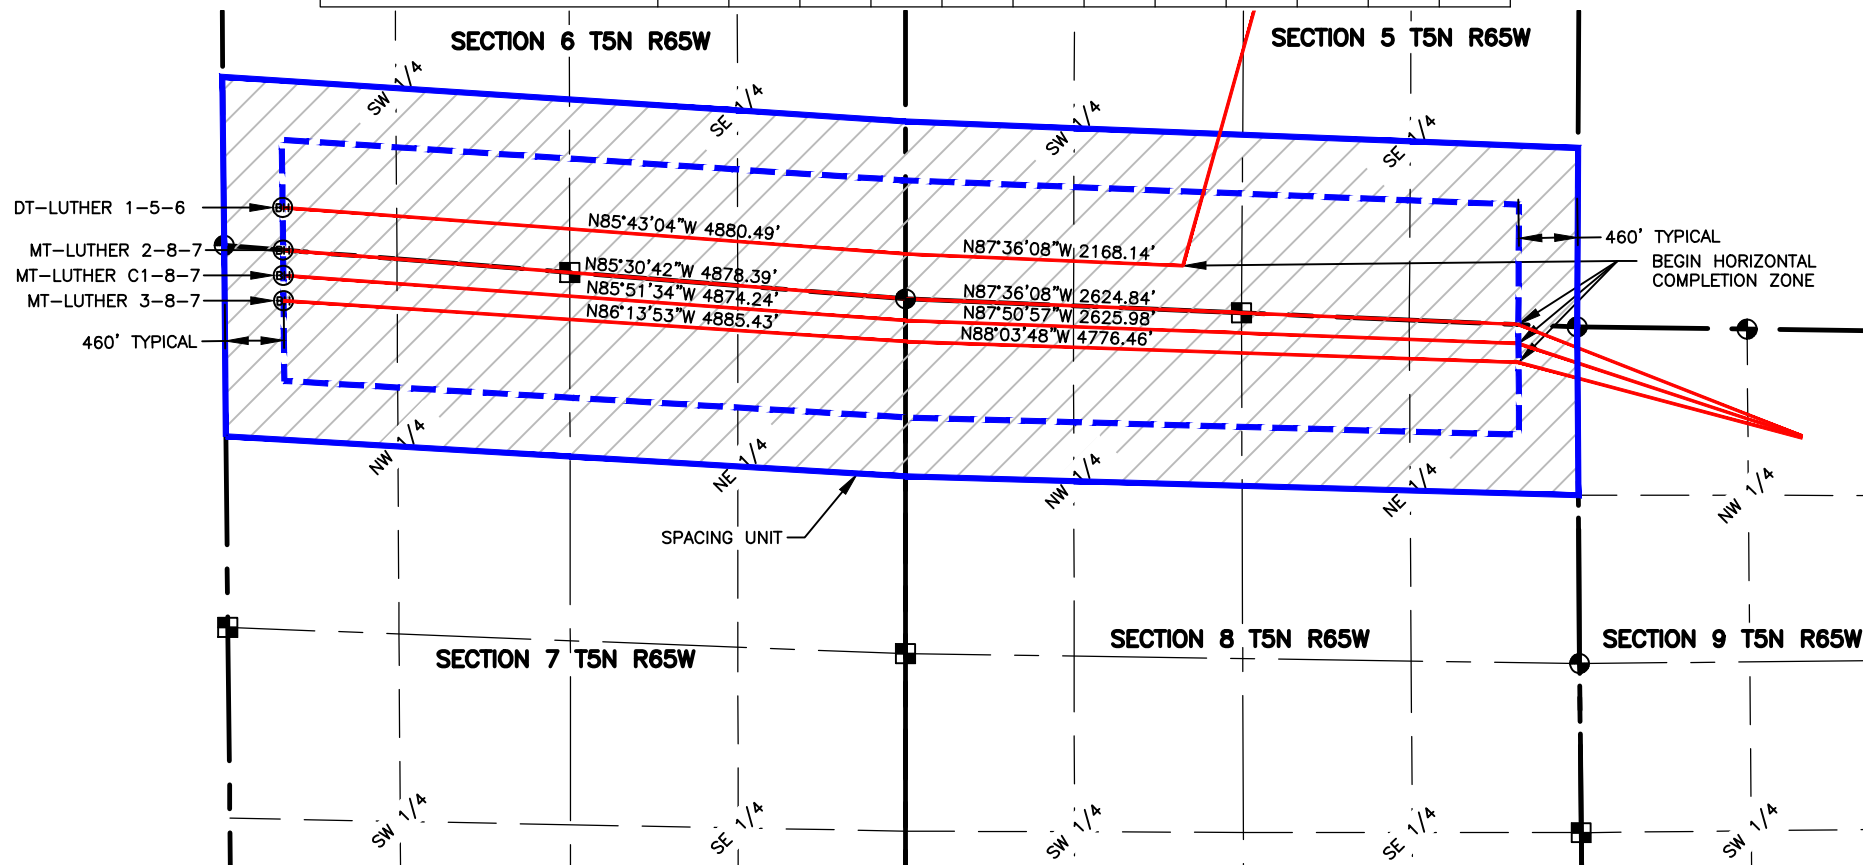 SECTION 6 T5N R65W
SECTION 5 T5N R65W
SW 1/4
SE 1/4
SW 1/4
SE 1/4
DT-LUTHER 1-5-6
BH
MT-LUTHER 2-8-7
BH
MT-LUTHER C1-8-7
BH
MT-LUTHER 3-8-7
BH
460' TYPICAL
N85°43'04"W 4880.49'
N87°36'08"W 2168.14'
N85°30'42"W 4878.39'
N87°36'08"W 2624.84'
N85°51'34"W 4874.24'
N87°50'57"W 2625.98'
N86°13'53"W 4885.43'
N88°03'48"W 4776.46'
460' TYPICAL
BEGIN HORIZONTAL
COMPLETION ZONE
NW 1/4
NE 1/4
NW 1/4
NE 1/4
NW 1/4
SPACING UNIT
SECTION 7 T5N R65W
SECTION 8 T5N R65W
SECTION 9 T5N R65W
SW 1/4
SE 1/4
SW 1/4
SE 1/4
SW 1/4